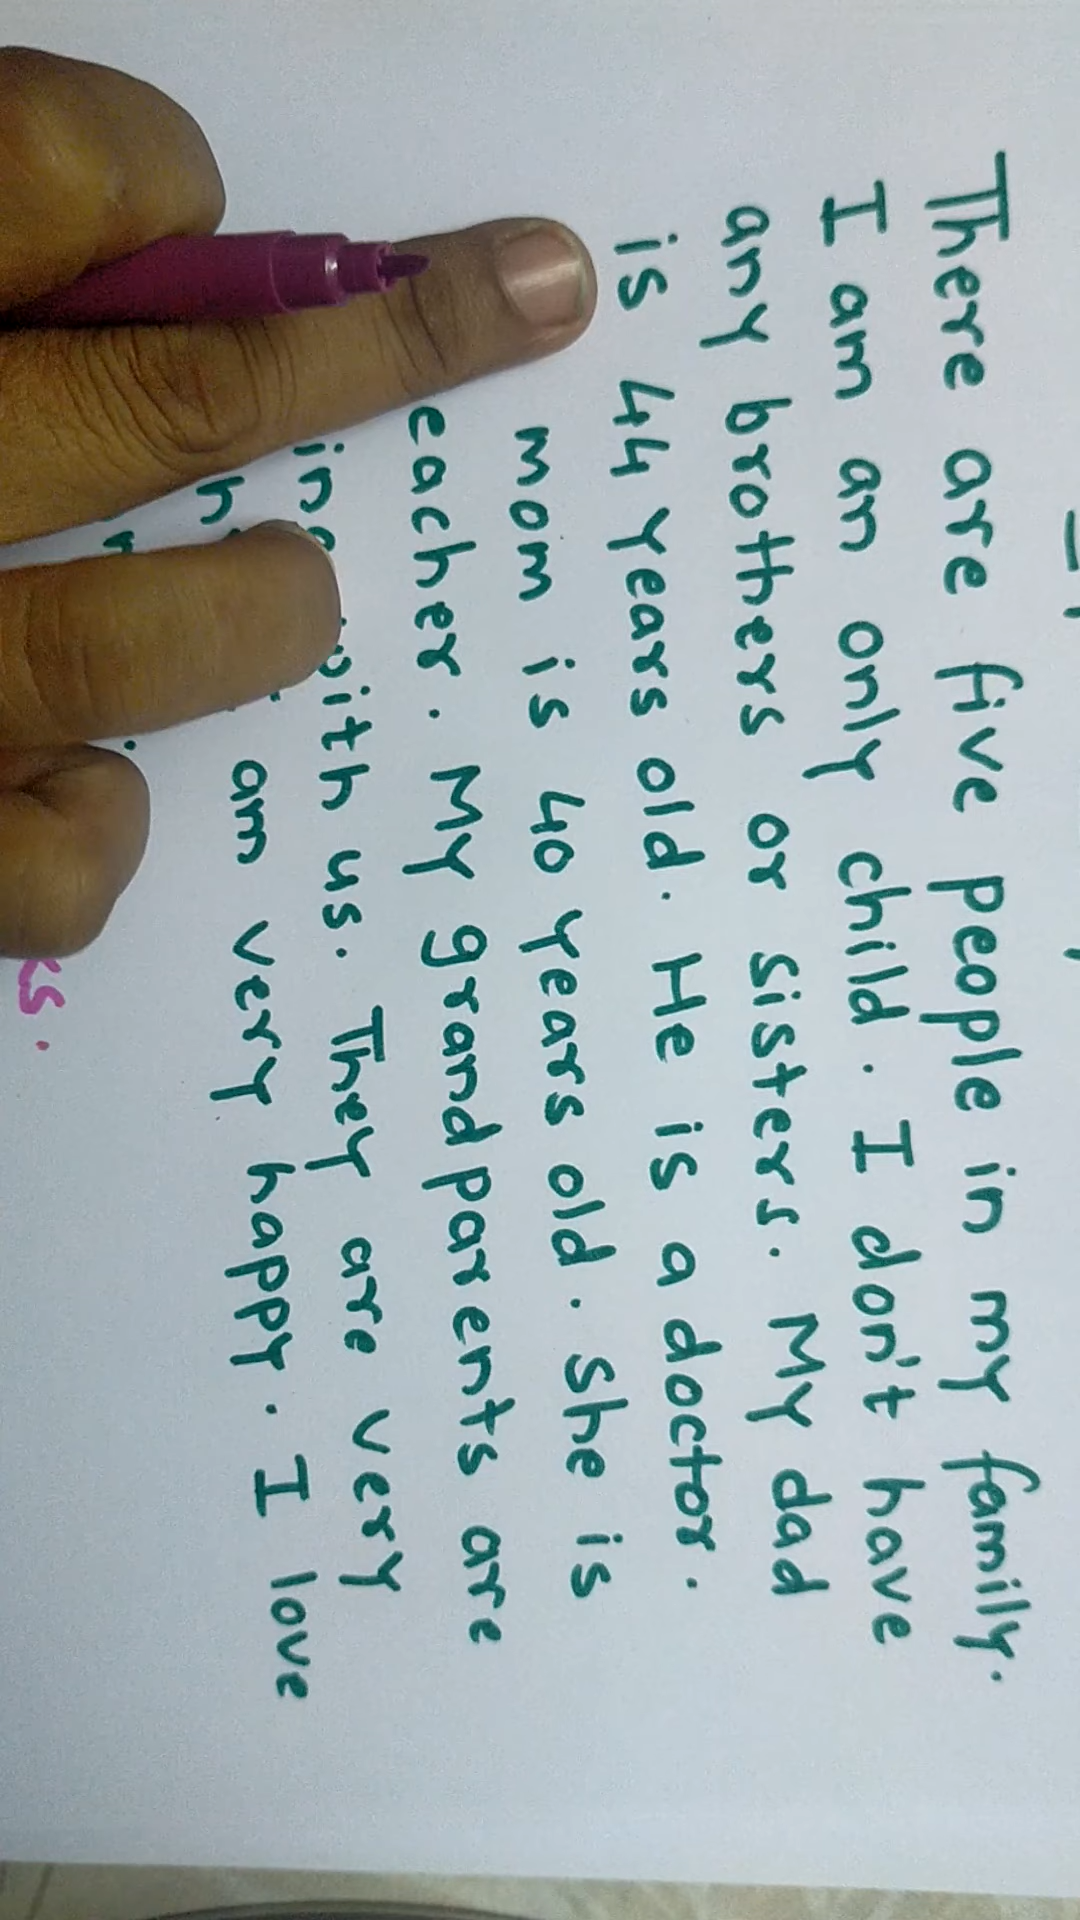 There are five people in my family.
I am an only child. I don't have
any brothers or sisters. My dad
is 44 years old. He is a doctor.
mom is 40 years old. She is
eacher. My grandparents are
with us. They are very
am very happy. I love